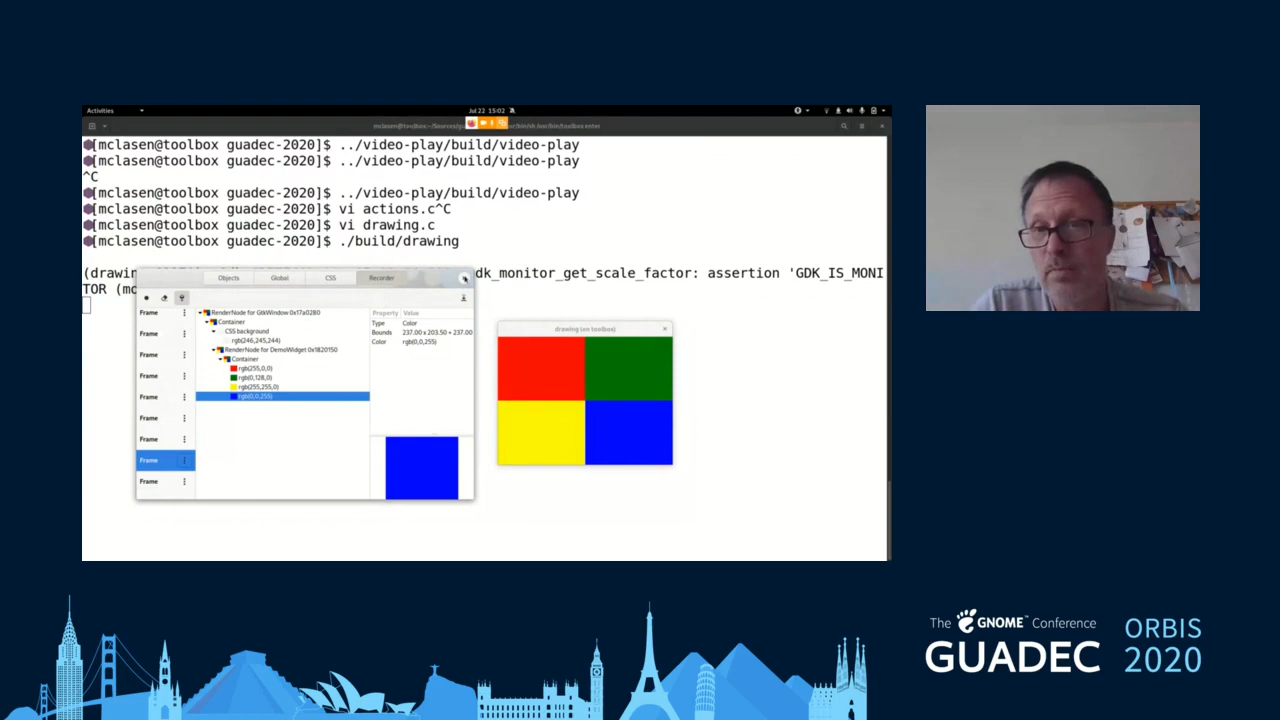 Activities
Jul 22 15:02
[mclasen@toolbox guadec-2020]$ ../video-play/build/video-play
[mclasen@toolbox guadec-2020]$ ../video-play/build/video-play
^C
[mclasen@toolbox guadec-2020]$ ../video-play/build/video-play
[mclasen@toolbox guadec-2020]$ vi actions.c^C
[mclasen@toolbox guadec-2020]$ vi drawing.c
[mclasen@toolbox guadec-2020]$ ./build/drawing
(drawin dk_monitor_get_scale_factor: assertion 'GDK_IS_MONI
TOR (mo
Objects Global CSS Recorder
Frame
Frame
Frame
Frame
Frame
Frame
Frame
Frame
Frame
RenderNode for GtkWindow 0x17a0280
Container
CSS background
rgb(246,245,244)
RenderNode for DemoWidget 0x1820150
Container
rgb(255,0,0)
rgb(0,128,0)
rgb(255,255,0)
rgb(0,0,255)
Property Value
Type Color
Bounds 237.00 x 203.50 + 237.00
Color rgb(0,0,255)
drawing (on toolbox)
The GNOME™ Conference
GUADEC
ORBIS
2020